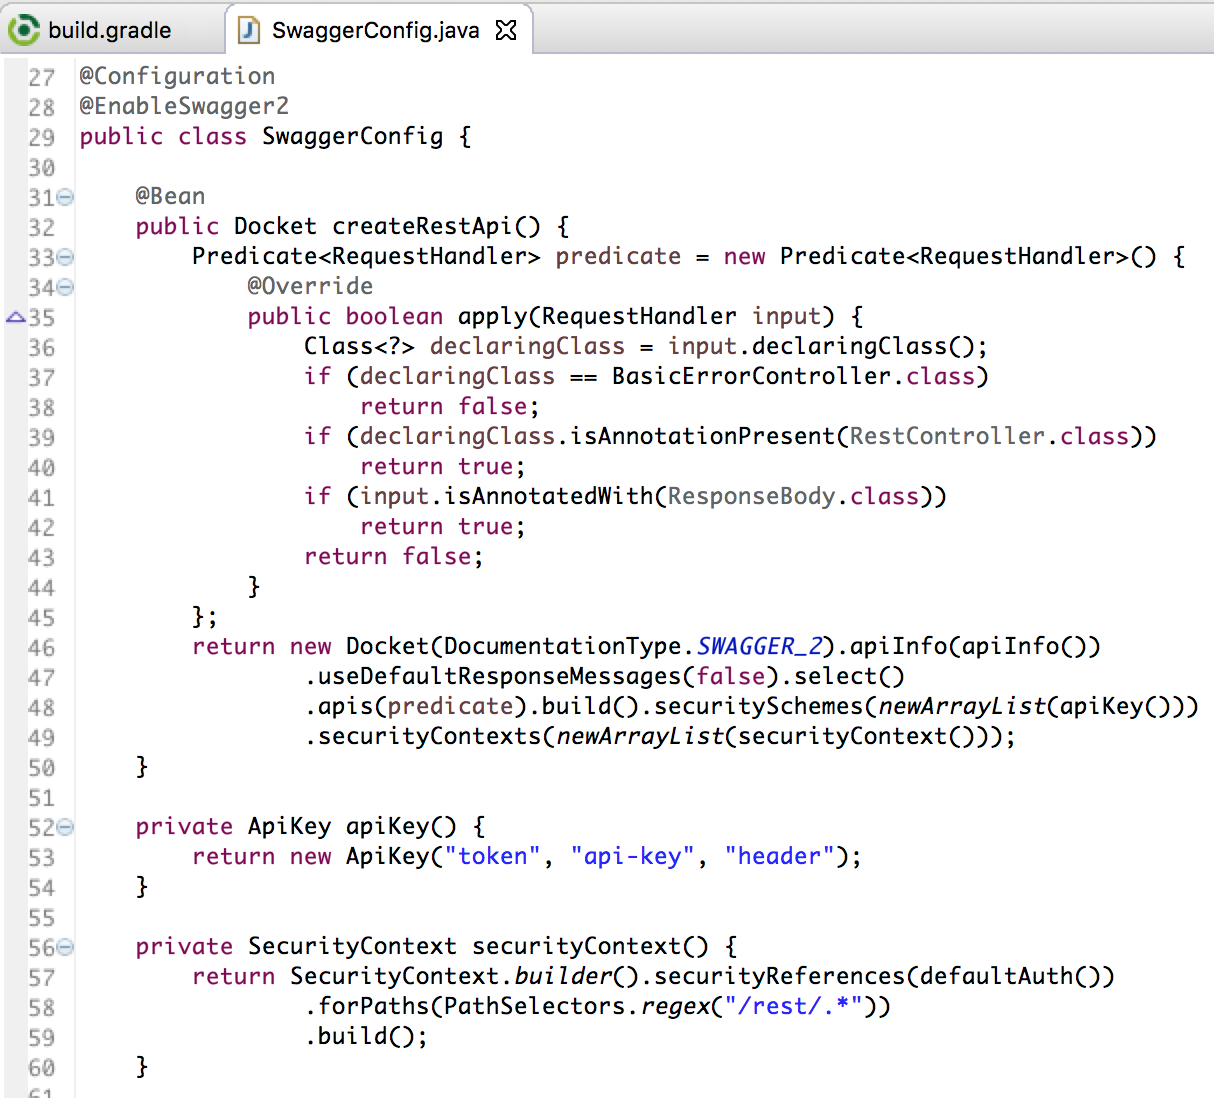 build.gradle SwaggerConfig.java
27 @Configuration
28 @EnableSwagger2
29 public class SwaggerConfig {
30
31 @Bean
32 public Docket createRestApi() {
33 Predicate<RequestHandler> predicate = new Predicate<RequestHandler>() {
34 @Override
35 public boolean apply(RequestHandler input) {
36 Class<?> declaringClass = input.declaringClass();
37 if (declaringClass == BasicErrorController.class)
38 return false;
39 if (declaringClass.isAnnotationPresent(RestController.class))
40 return true;
41 if (input.isAnnotatedWith(ResponseBody.class))
42 return true;
43 return false;
44 }
45 };
46 return new Docket(DocumentationType.SWAGGER_2).apiInfo(apiInfo())
47 .useDefaultResponseMessages(false).select()
48 .apis(predicate).build().securitySchemes(newArrayList(apiKey()))
49 .securityContexts(newArrayList(securityContext()));
50 }
51
52 private ApiKey apiKey() {
53 return new ApiKey("token", "api-key", "header");
54 }
55
56 private SecurityContext securityContext() {
57 return SecurityContext.builder().securityReferences(defaultAuth())
58 .forPaths(PathSelectors.regex("/rest/.*"))
59 .build();
60 }
61